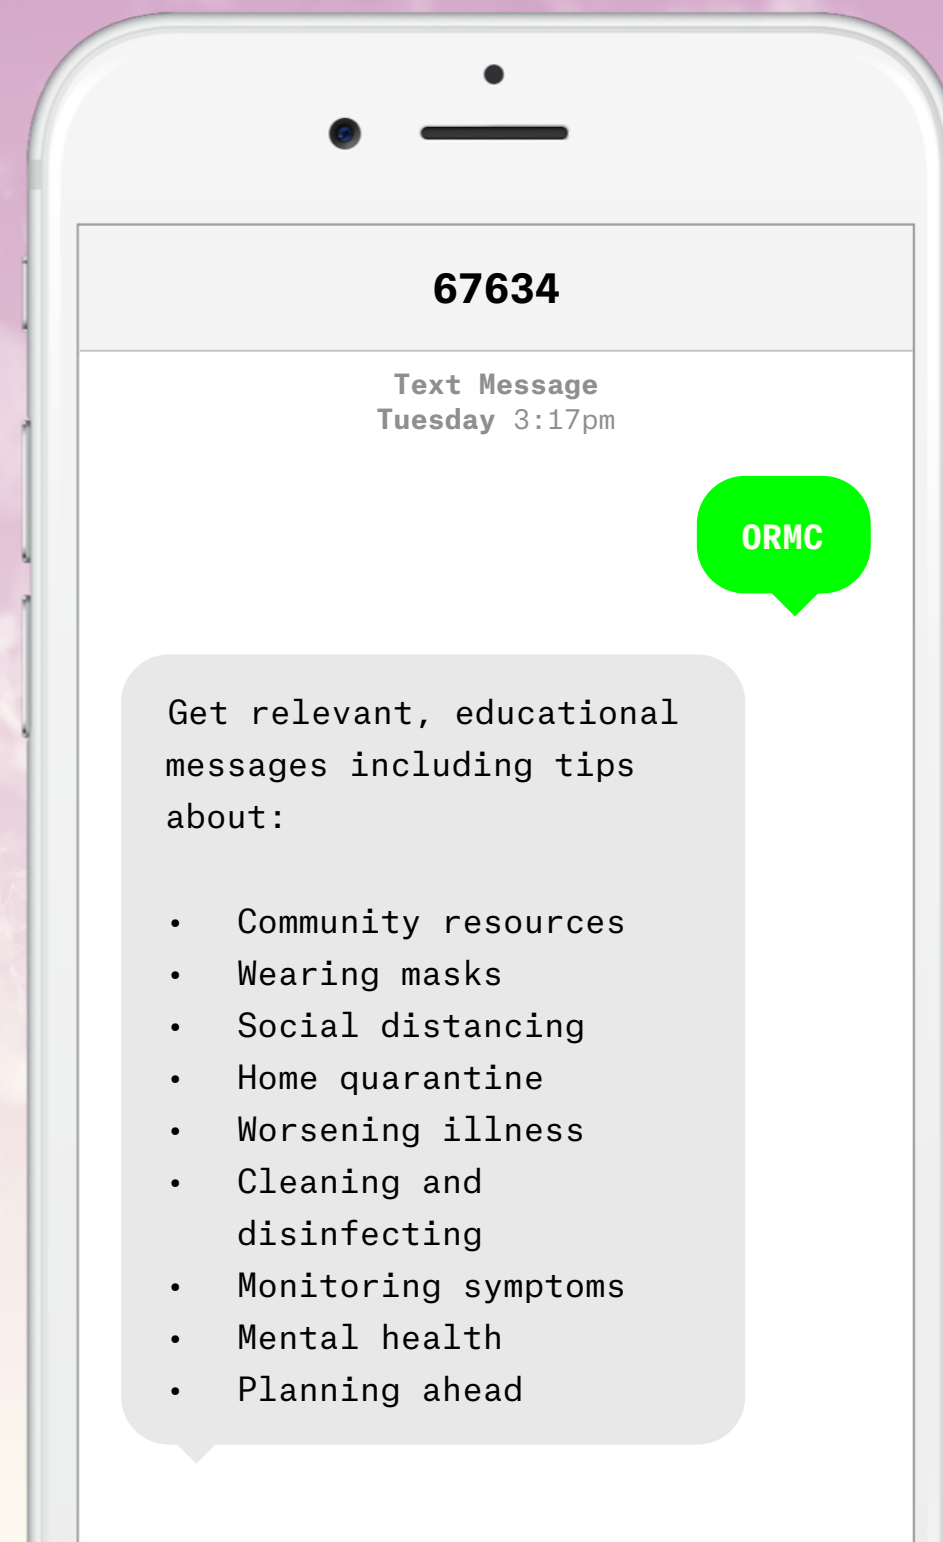 67634
Text Message
Tuesday 3:17pm
ORMC
Get relevant, educational
messages including tips
about:
• Community resources
• Wearing masks
• Social distancing
• Home quarantine
• Worsening illness
• Cleaning and
disinfecting
• Monitoring symptoms
• Mental health
• Planning ahead